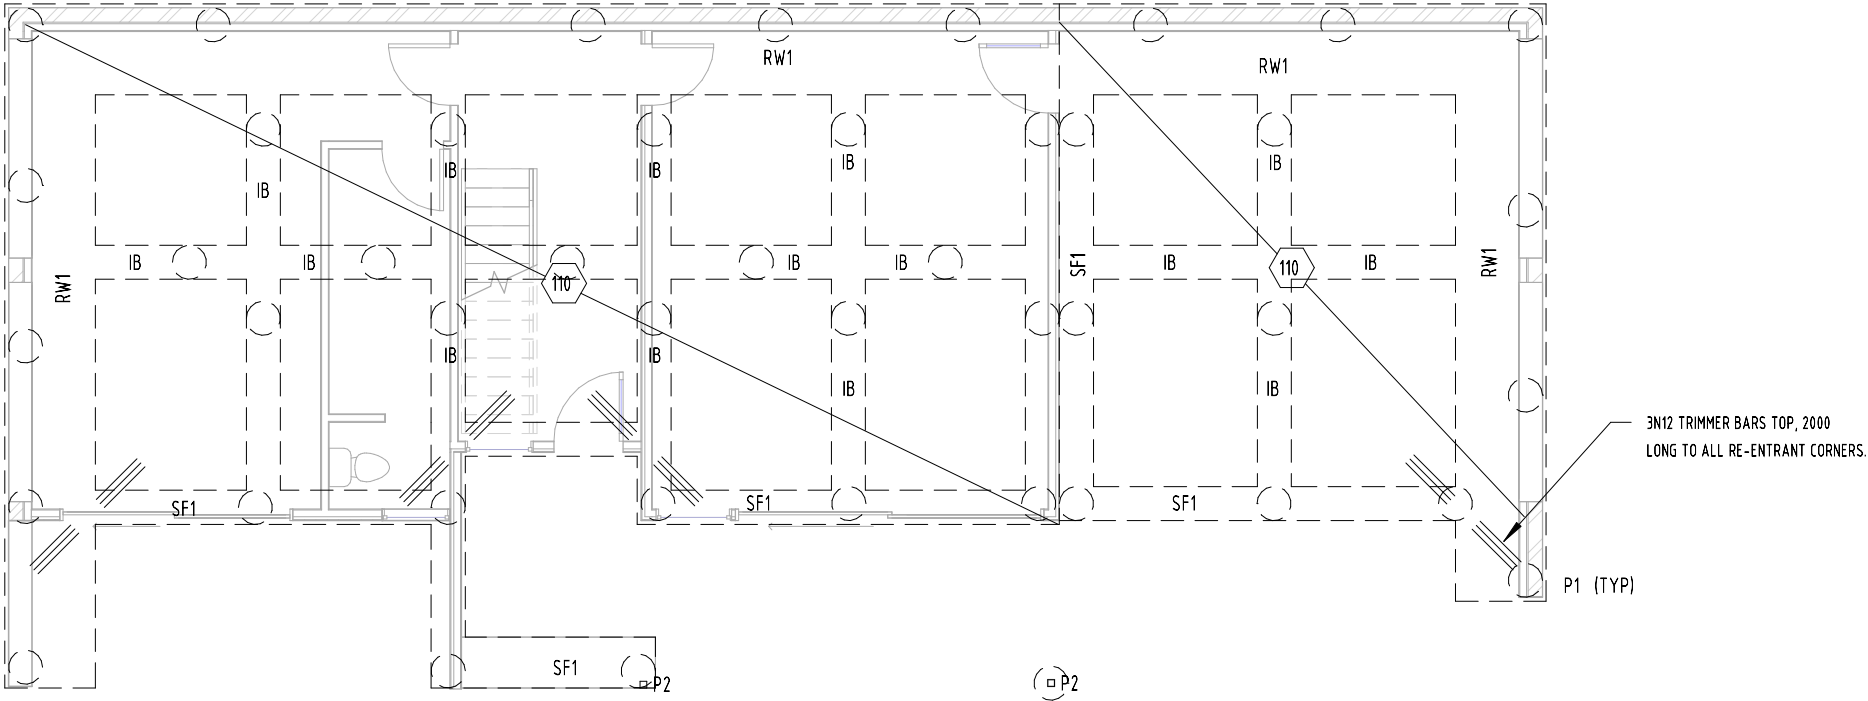 RW1
RW1
IB
IB
IB
IB
IB
IB
IB
IB
IB
IB
SF1
IB
110
IB
RW1
RW1
110
IB
IB
IB
IB
3N12 TRIMMER BARS TOP, 2000
LONG TO ALL RE-ENTRANT CORNERS.
SF1
SF1
SF1
P1 (TYP)
SF1
P2
P2